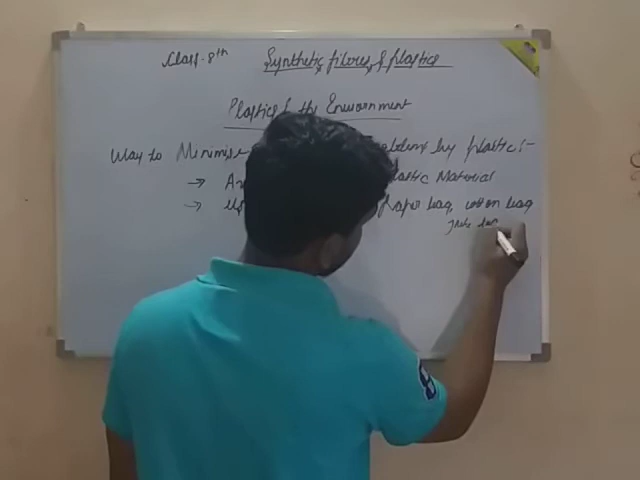 Class-8th Synthetic fibres & plastics
Plastics & the Environment
Way to Minimise by plastic:-
→ plastic Material
→ paper bag, cotton bag
Jute